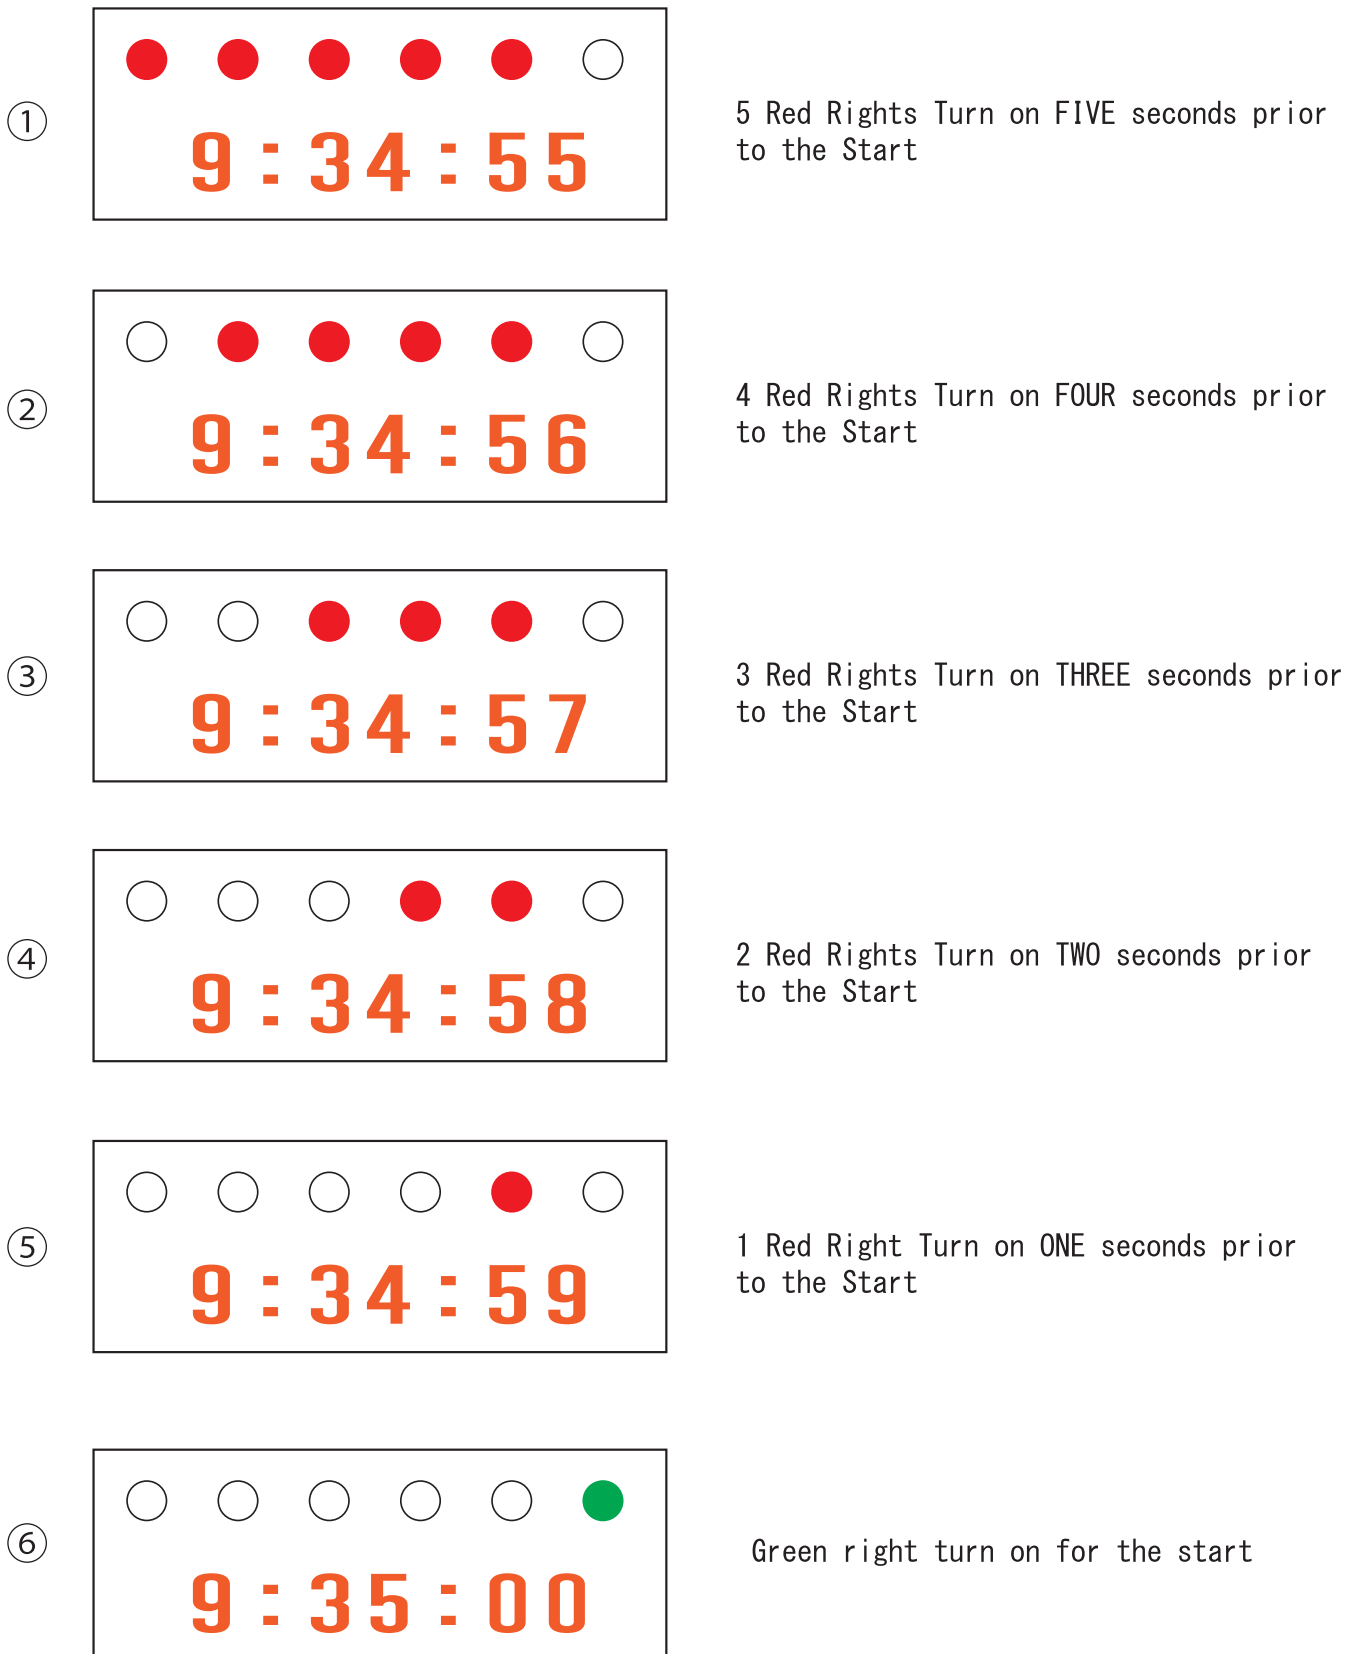 ①
9:34:55
5 Red Rights Turn on FIVE seconds prior
to the Start
②
9:34:56
4 Red Rights Turn on FOUR seconds prior
to the Start
③
9:34:57
3 Red Rights Turn on THREE seconds prior
to the Start
④
9:34:58
2 Red Rights Turn on TWO seconds prior
to the Start
⑤
9:34:59
1 Red Right Turn on ONE seconds prior
to the Start
⑥
9:35:00
Green right turn on for the start